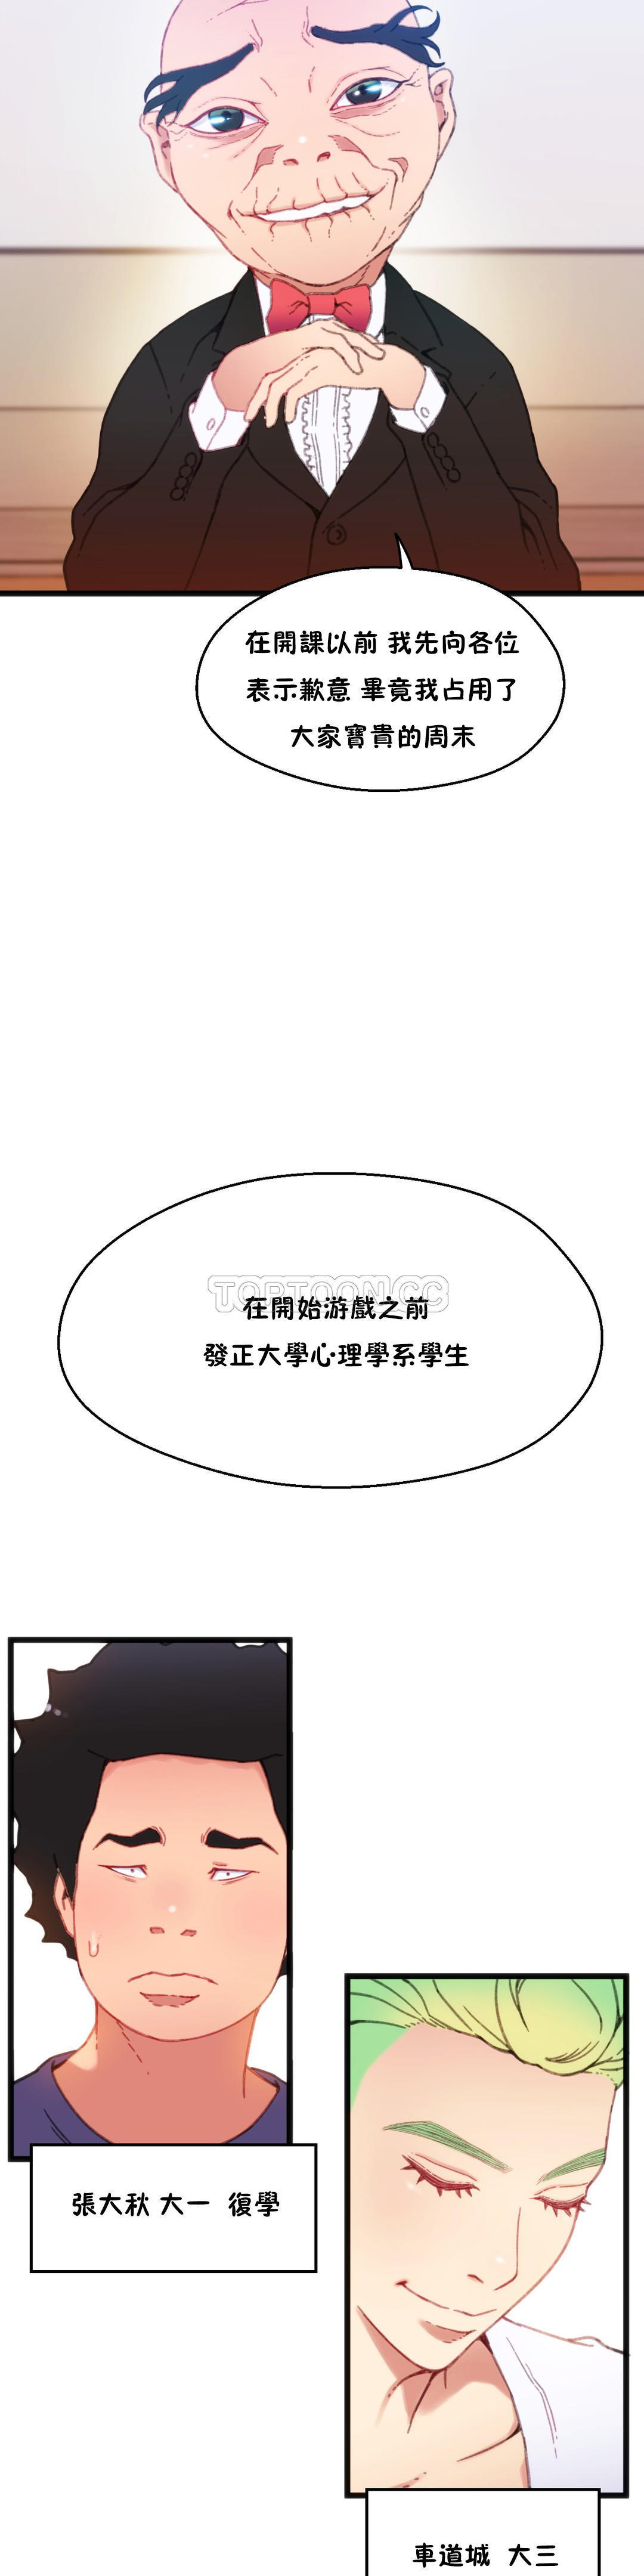 在開課以前 我先向各位
表示歉意 畢竟我占用了
大家寶貴的周末
TOPTOON.CC
在開始游戲之前
發正大學心理學系學生
張大秋 大一 復學
車道城 大三